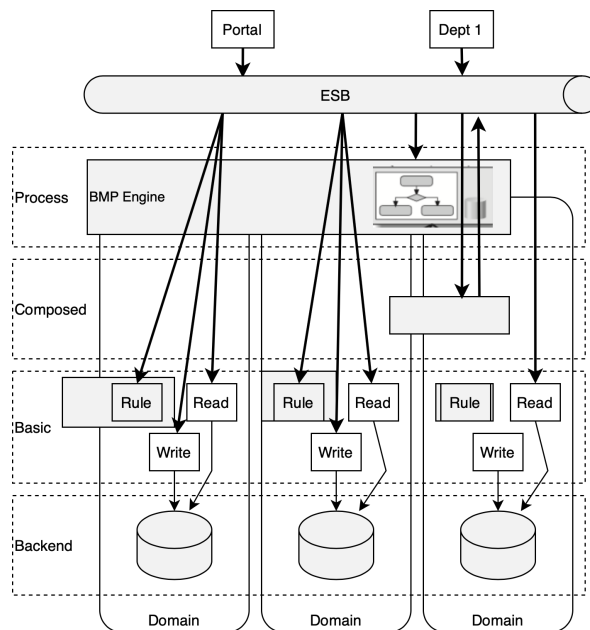 Portal
Dept 1
ESB
Process
BMP Engine
Composed
Basic
Rule
Read
Rule
Read
Rule
Read
Write
Write
Write
Backend
Domain
Domain
Domain